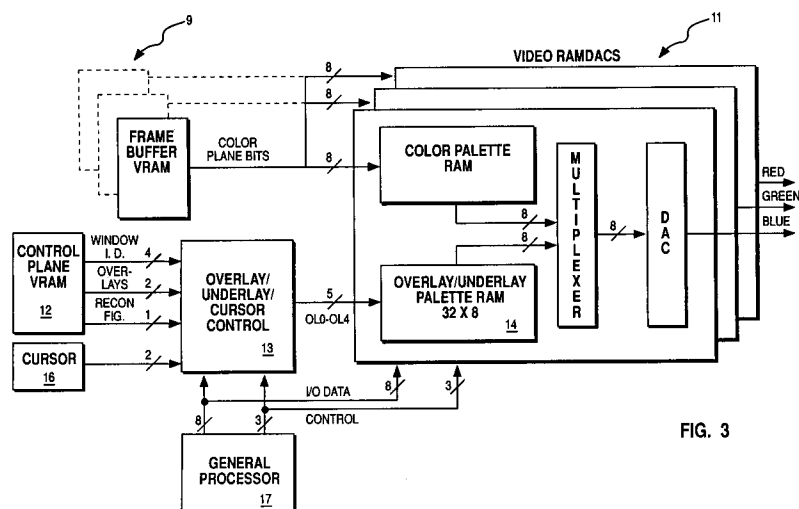 9
11
VIDEO RAMDACS
8
8
FRAME
BUFFER
VRAM
COLOR
PLANE BITS
8
COLOR PALETTE
RAM
8
8
MULTIPLEXER
8
DAC
RED
GREEN
BLUE
CONTROL
PLANE
VRAM
12
WINDOW
I. D.
4
OVER-
LAYS
2
RECON
FIG.
1
OVERLAY/
UNDERLAY/
CURSOR
CONTROL
13
5
OL0-OL4
OVERLAY/UNDERLAY
PALETTE RAM
32 X 8
14
CURSOR
16
2
I/O DATA
8
3
8
3
CONTROL
GENERAL
PROCESSOR
17
FIG. 3